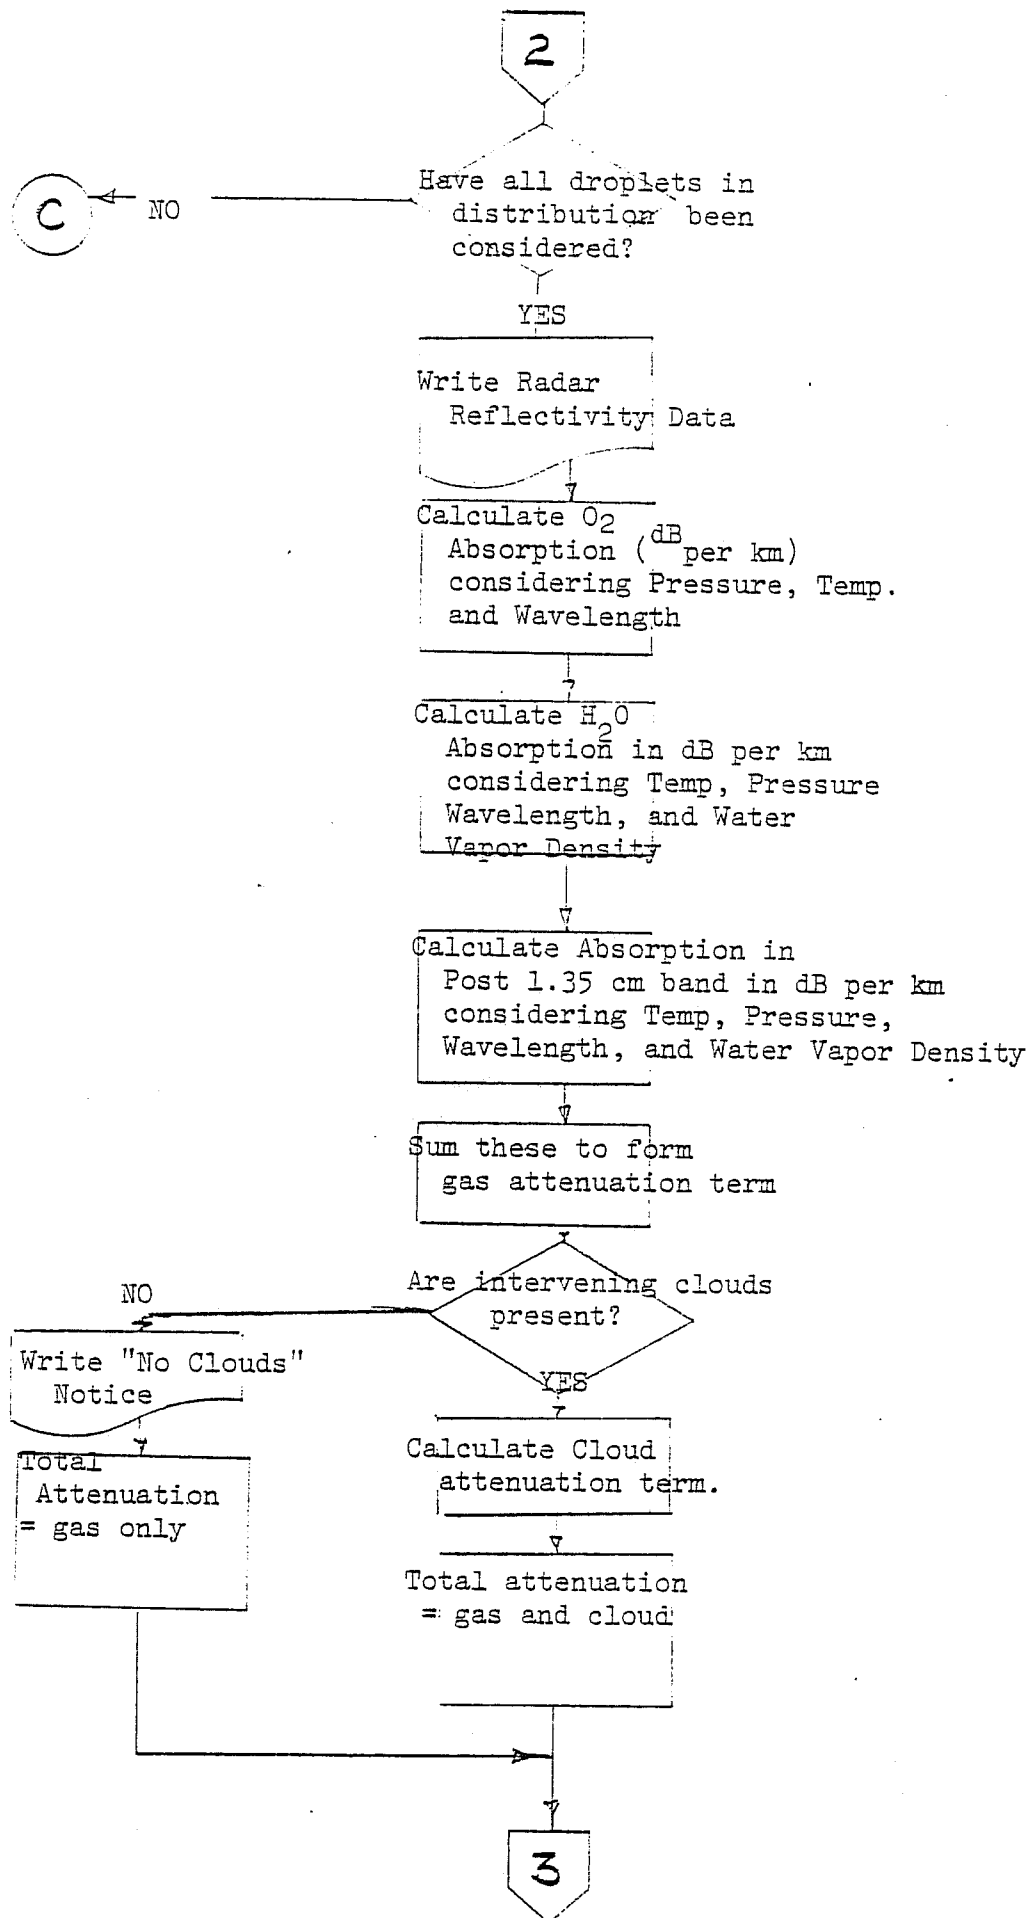 2
Have all droplets in
distribution been
considered?
C
NO
YES
Write Radar
Reflectivity Data
Calculate O2
Absorption (dB per km)
considering Pressure, Temp.
and Wavelength
Calculate H2O
Absorption in dB per km
considering Temp, Pressure
Wavelength, and Water
Vapor Density
Calculate Absorption in
Post 1.35 cm band in dB per km
considering Temp, Pressure,
Wavelength, and Water Vapor Density
Sum these to form
gas attenuation term
Are intervening clouds
present?
NO
YES
Write "No Clouds"
Notice
Total
Attenuation
= gas only
Calculate Cloud
attenuation term.
Total attenuation
= gas and cloud
3